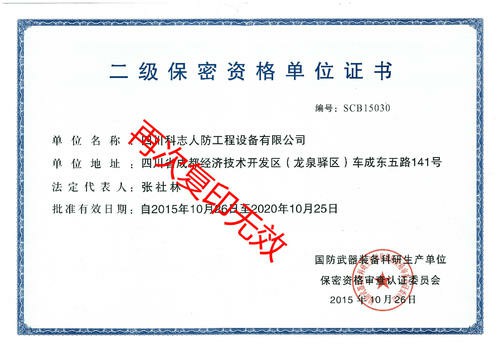 二级保密资格单位证书
编号：SCB15030
单位名称：四川科志人防工程设备有限公司
单位地址：四川省成都经济技术开发区（龙泉驿区）车成东五路141号
法定代表人：张社林
批准有效日期：自2015年10月26日至2020年10月25日
再次复印无效
国防武器装备科研生产单位
保密资格审查认证委员会
2015年10月26日